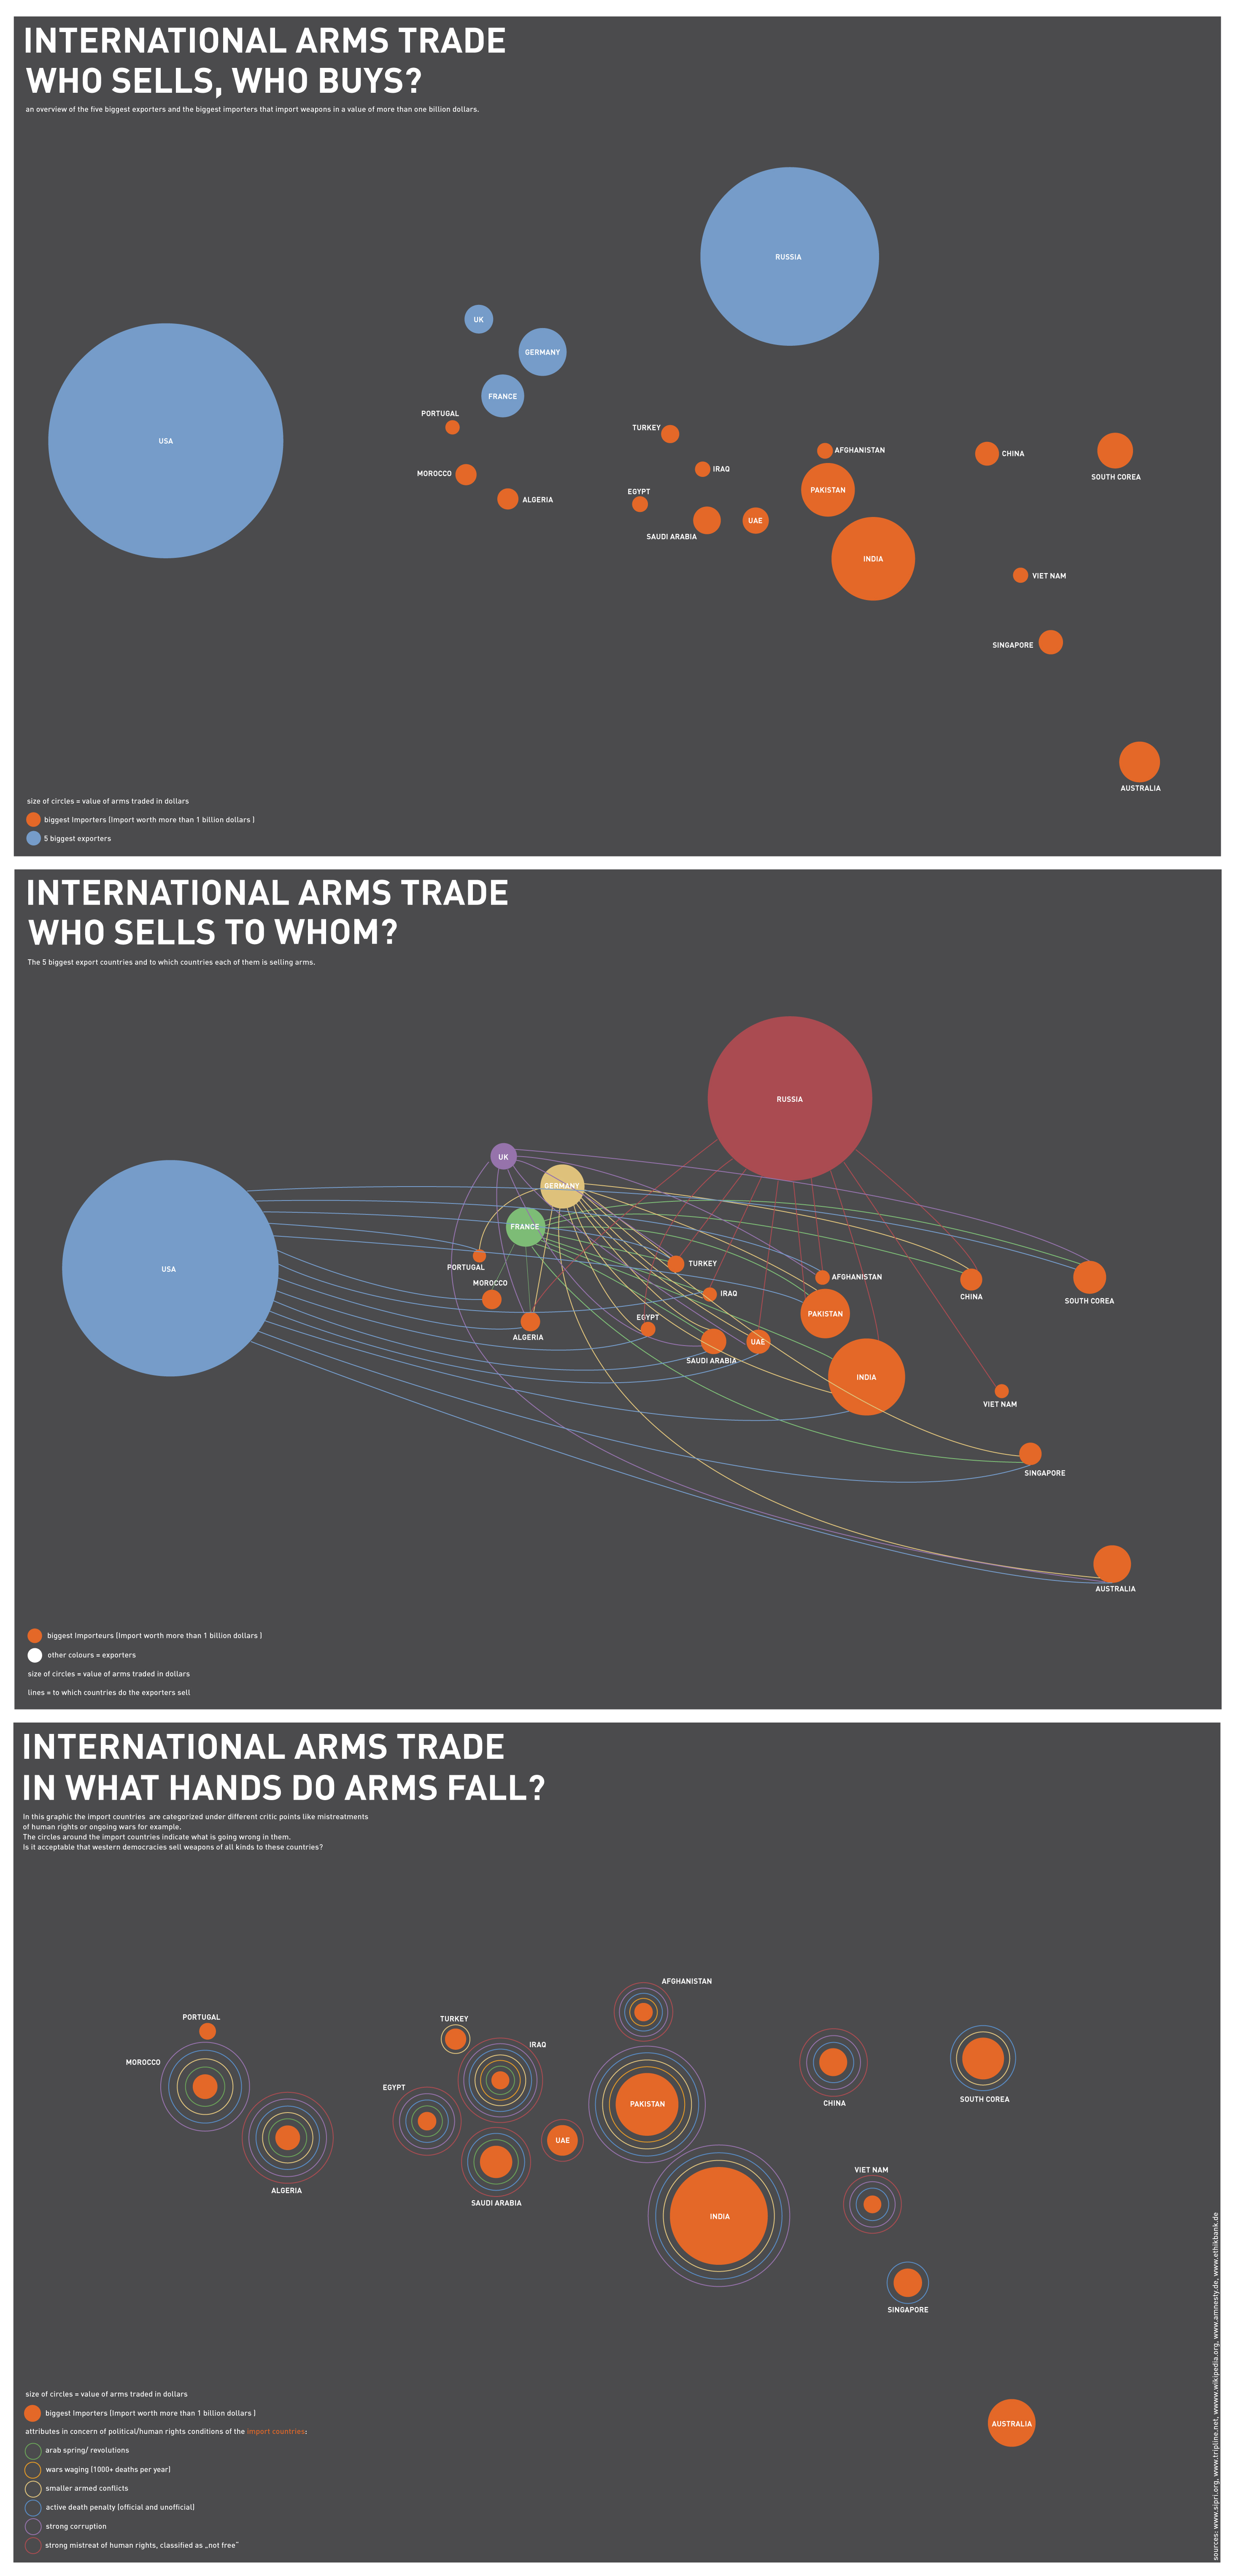 INTERNATIONAL ARMS TRADE
WHO SELLS, WHO BUYS?
an overview of the five biggest exporters and the biggest importers that import weapons in a value of more than one billion dollars.
RUSSIA
UK
GERMANY
FRANCE
PORTUGAL
USA
TURKEY
AFGHANISTAN
CHINA
SOUTH COREA
MOROCCO
IRAQ
ALGERIA
EGYPT
PAKISTAN
SAUDI ARABIA
UAE
INDIA
VIET NAM
SINGAPORE
AUSTRALIA
size of circles = value of arms traded in dollars
biggest Importers (Import worth more than 1 billion dollars )
5 biggest exporters
INTERNATIONAL ARMS TRADE
WHO SELLS TO WHOM?
The 5 biggest export countries and to which countries each of them is selling arms.
RUSSIA
UK
GERMANY
FRANCE
USA
PORTUGAL
TURKEY
AFGHANISTAN
MOROCCO
IRAQ
CHINA
SOUTH COREA
ALGERIA
EGYPT
PAKISTAN
SAUDI ARABIA
UAE
INDIA
VIET NAM
SINGAPORE
AUSTRALIA
biggest Importeurs (Import worth more than 1 billion dollars )
other colours = exporters
size of circles = value of arms traded in dollars
lines = to which countries do the exporters sell
INTERNATIONAL ARMS TRADE
IN WHAT HANDS DO ARMS FALL?
In this graphic the import countries are categorized under different critic points like mistreatments
of human rights or ongoing wars for example.
The circles around the import countries indicate what is going wrong in them.
Is it acceptable that western democracies sell weapons of all kinds to these countries?
AFGHANISTAN
PORTUGAL
TURKEY
IRAQ
MOROCCO
EGYPT
PAKISTAN
CHINA
SOUTH COREA
UAE
ALGERIA
SAUDI ARABIA
VIET NAM
INDIA
SINGAPORE
AUSTRALIA
size of circles = value of arms traded in dollars
biggest Importers (Import worth more than 1 billion dollars )
attributes in concern of political/human rights conditions of the import countries:
arab spring/ revolutions
wars waging (1000+ deaths per year)
smaller armed conflicts
active death penalty (official and unofficial)
strong corruption
strong mistreat of human rights, classified as „not free“
sources: www.sipri.org, www.tripline.net, wwww.wikipedia.org, www.amnesty.de, www.ethikbank.de